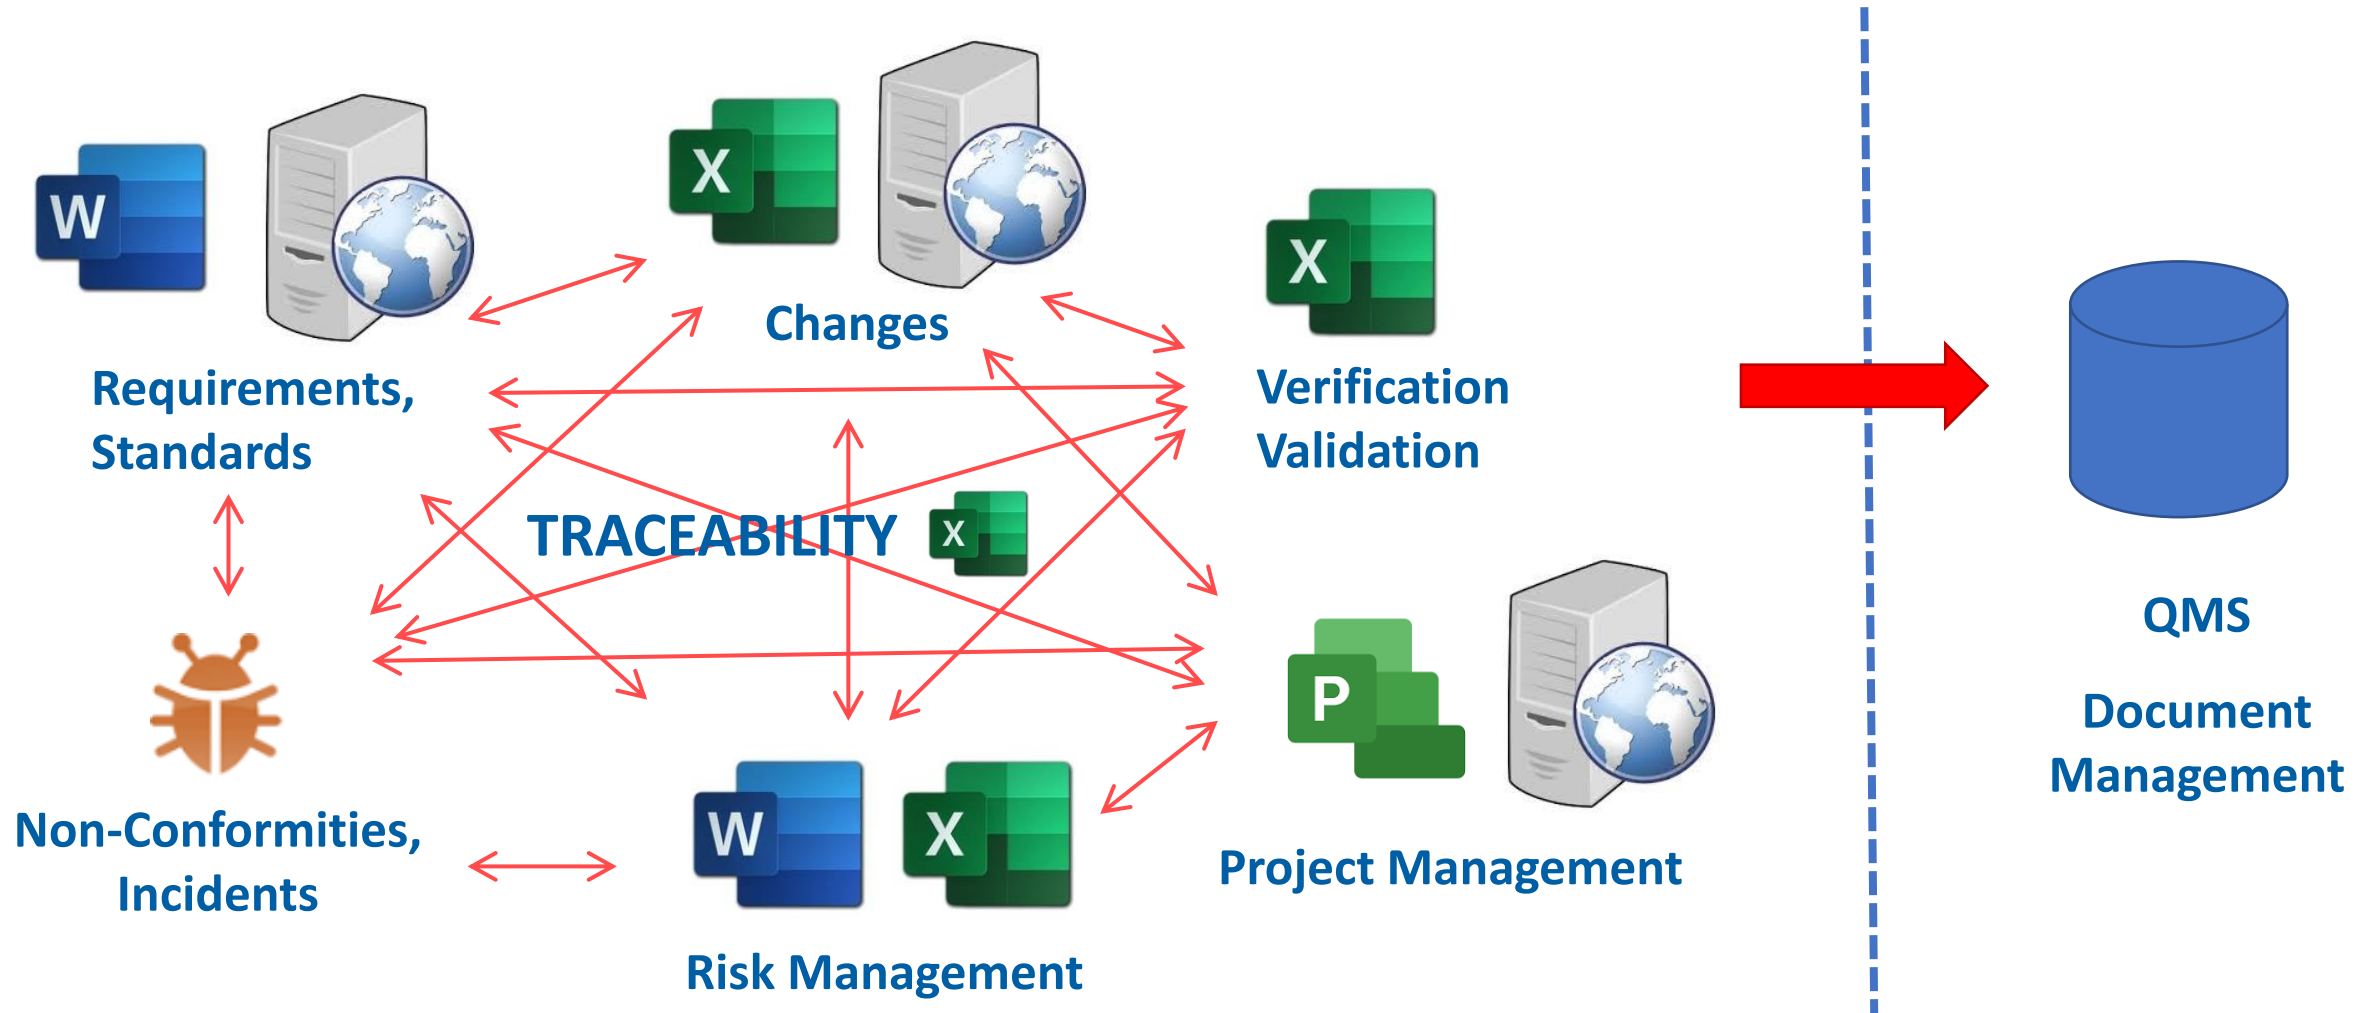 W
X
Changes
X
Requirements,
Standards
Verification
Validation
TRACEABILITY
X
P
Non-Conformities,
Incidents
W
X
Risk Management
Project Management
QMS
Document
Management